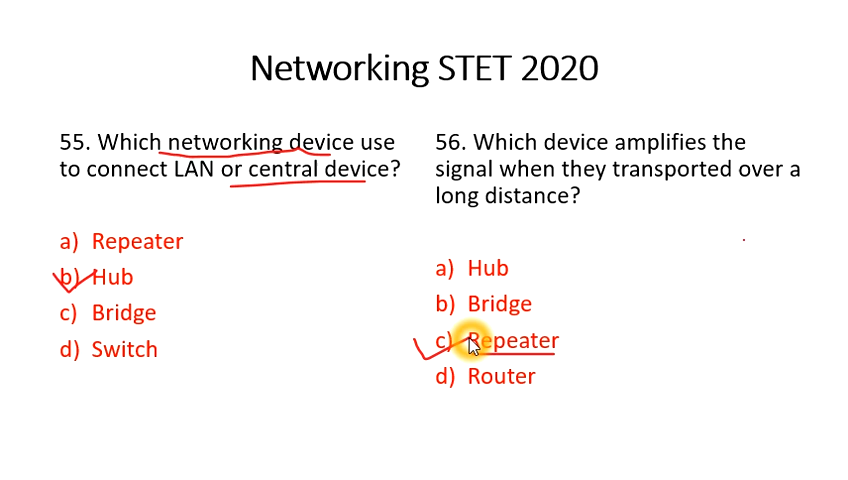 Networking STET 2020
55. Which networking device use
to connect LAN or central device?
a) Repeater
b) Hub
c) Bridge
d) Switch
56. Which device amplifies the
signal when they transported over a
long distance?
a) Hub
b) Bridge
c) Repeater
d) Router